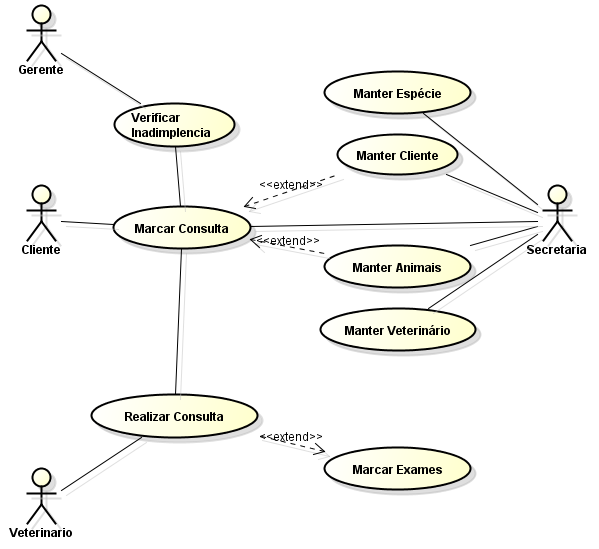 Gerente
Verificar
Inadimplencia
Manter Espécie
Manter Cliente
<<extend>>
Cliente
Marcar Consulta
Secretaria
<<extend>>
Manter Animais
Manter Veterinário
Realizar Consulta
<<extend>>
Marcar Exames
Veterinario